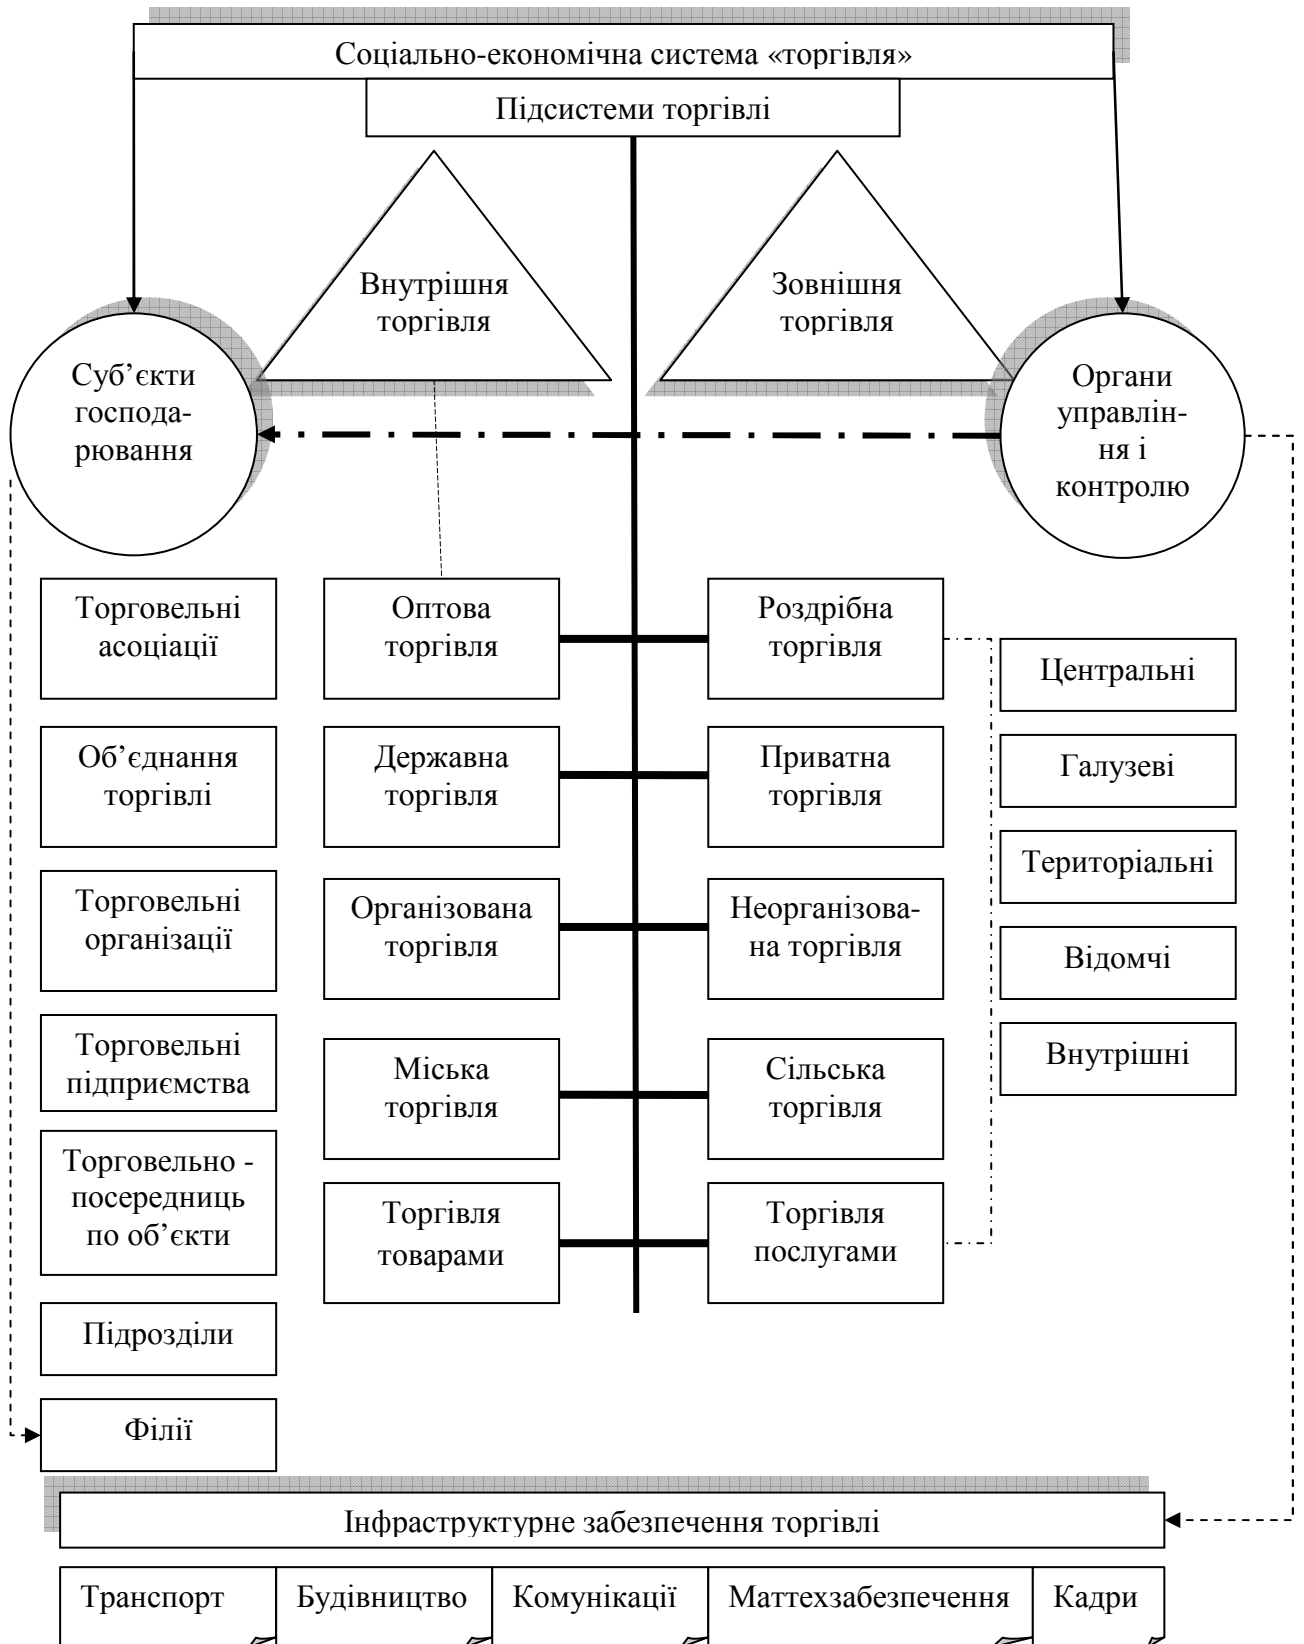 Соціально-економічна система «торгівля»
Підсистеми торгівлі
Внутрішня
торгівля
Зовнішня
торгівля
Суб’єкти
господа-
рювання
Органи
управлін-
ня і
контролю
Торговельні
асоціації
Об’єднання
торгівлі
Торговельні
організації
Торговельні
підприємства
Торговельно -
посередниць
по об’єкти
Підрозділи
Філії
Оптова
торгівля
Роздрібна
торгівля
Державна
торгівля
Приватна
торгівля
Організована
торгівля
Неорганізова-
на торгівля
Міська
торгівля
Сільська
торгівля
Торгівля
товарами
Торгівля
послугами
Центральні
Галузеві
Територіальні
Відомчі
Внутрішні
Інфраструктурне забезпечення торгівлі
Транспорт
Будівництво
Комунікації
Маттехзабезпечення
Кадри